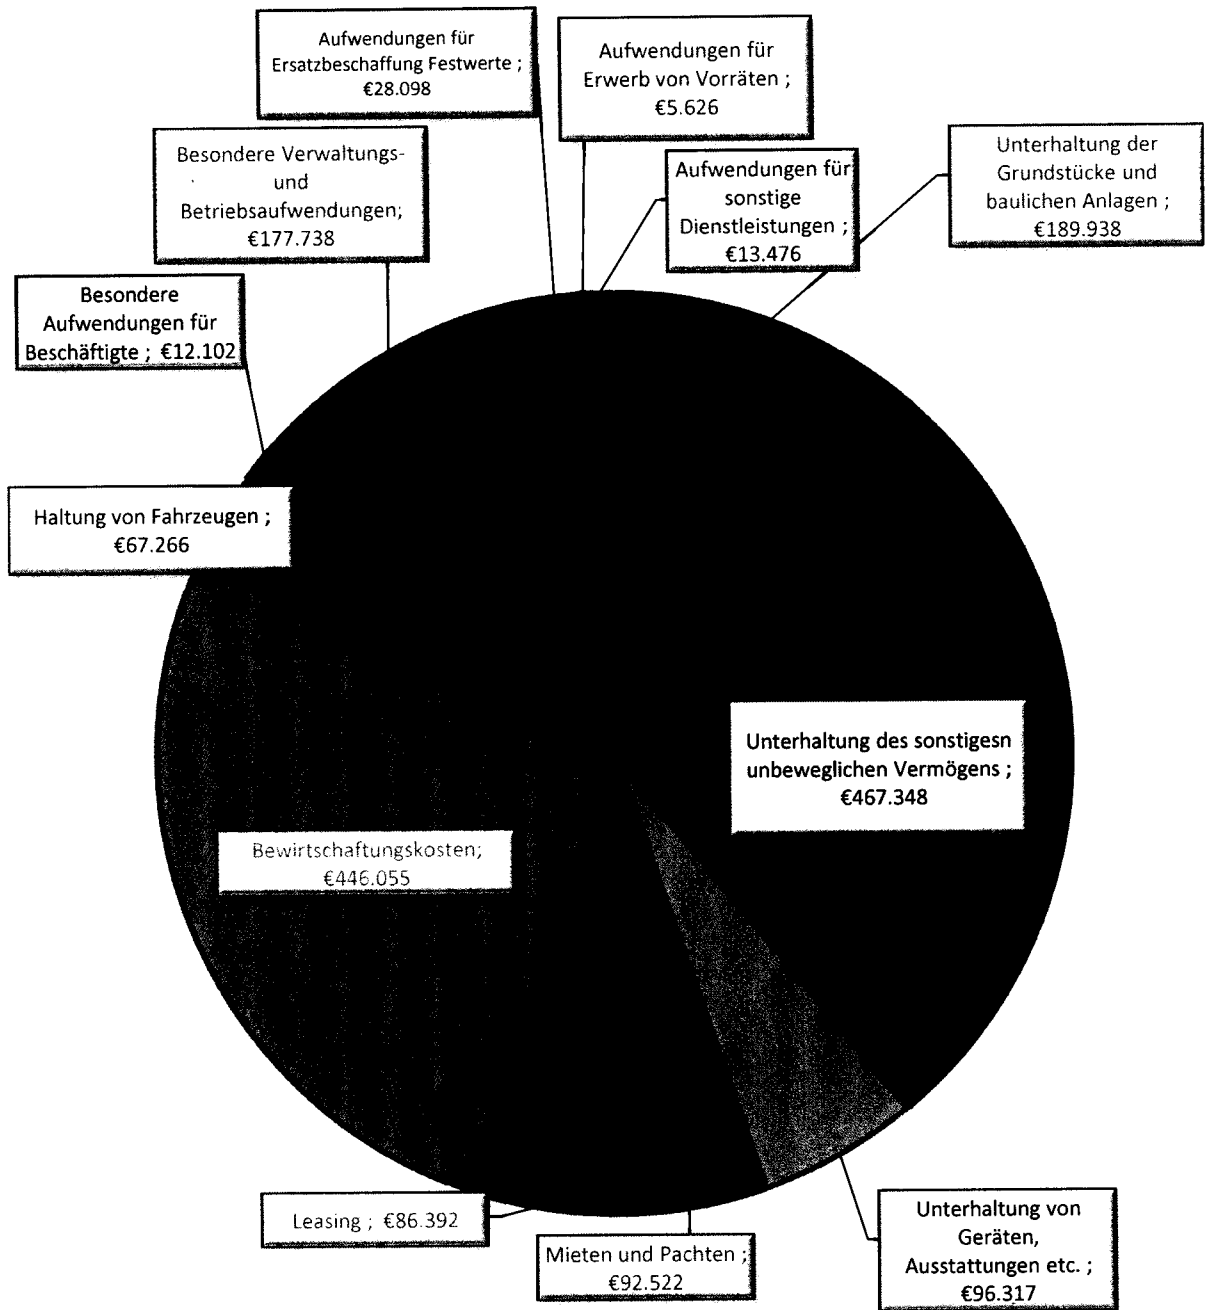 Aufwendungen für
Ersatzbeschaffung Festwerte ;
€28.098
Aufwendungen für
Erwerb von Vorräten ;
€5.626
Besondere Verwaltungs-
und
Betriebsaufwendungen;
€177.738
Aufwendungen für
sonstige
Dienstleistungen ;
€13.476
Unterhaltung der
Grundstücke und
baulichen Anlagen ;
€189.938
Besondere
Aufwendungen für
Beschäftigte ; €12.102
Haltung von Fahrzeugen ;
€67.266
Unterhaltung des sonstigesn
unbeweglichen Vermögens ;
€467.348
Bewirtschaftungskosten;
€446.055
Leasing ; €86.392
Mieten und Pachten ;
€92.522
Unterhaltung von
Geräten,
Ausstattungen etc. ;
€96.317